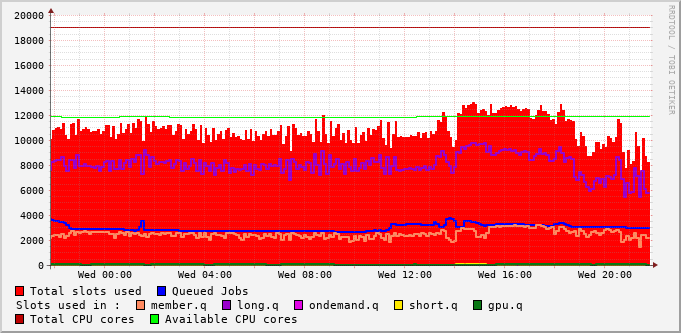 RRDTOOL / TOBI OETIKER
20000
18000
16000
14000
12000
10000
8000
6000
4000
2000
0
Wed 00:00 Wed 04:00 Wed 08:00 Wed 12:00 Wed 16:00 Wed 20:00
Total slots used Queued Jobs
Slots used in : member.q long.q ondemand.q short.q gpu.q
Total CPU cores Available CPU cores